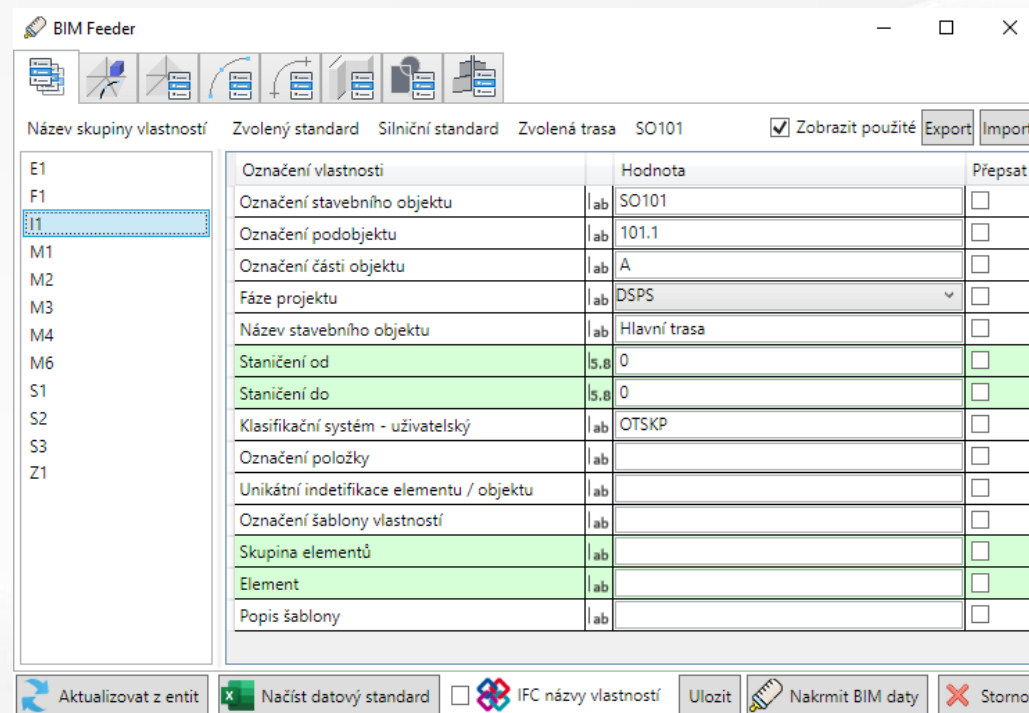 BIM Feeder
Název skupiny vlastností Zvolený standard Silniční standard Zvolená trasa SO101 Zobrazit použité Export Import
E1
F1
I1
M1
M2
M3
M4
M6
S1
S2
S3
Z1
Označení vlastnosti Hodnota Přepsat
Označení stavebního objektu ab SO101
Označení podobjektu ab 101.1
Označení části objektu ab A
Fáze projektu ab DSPS
Název stavebního objektu ab Hlavní trasa
Staničení od 5.8 0
Staničení do 5.8 0
Klasifikační systém - uživatelský ab OTSKP
Označení položky ab
Unikátní indetifikace elementu / objektu ab
Označení šablony vlastností ab
Skupina elementů ab
Element ab
Popis šablony ab
Aktualizovat z entit Načíst datový standard IFC názvy vlastností Ulozit Nakrmit BIM daty Storno